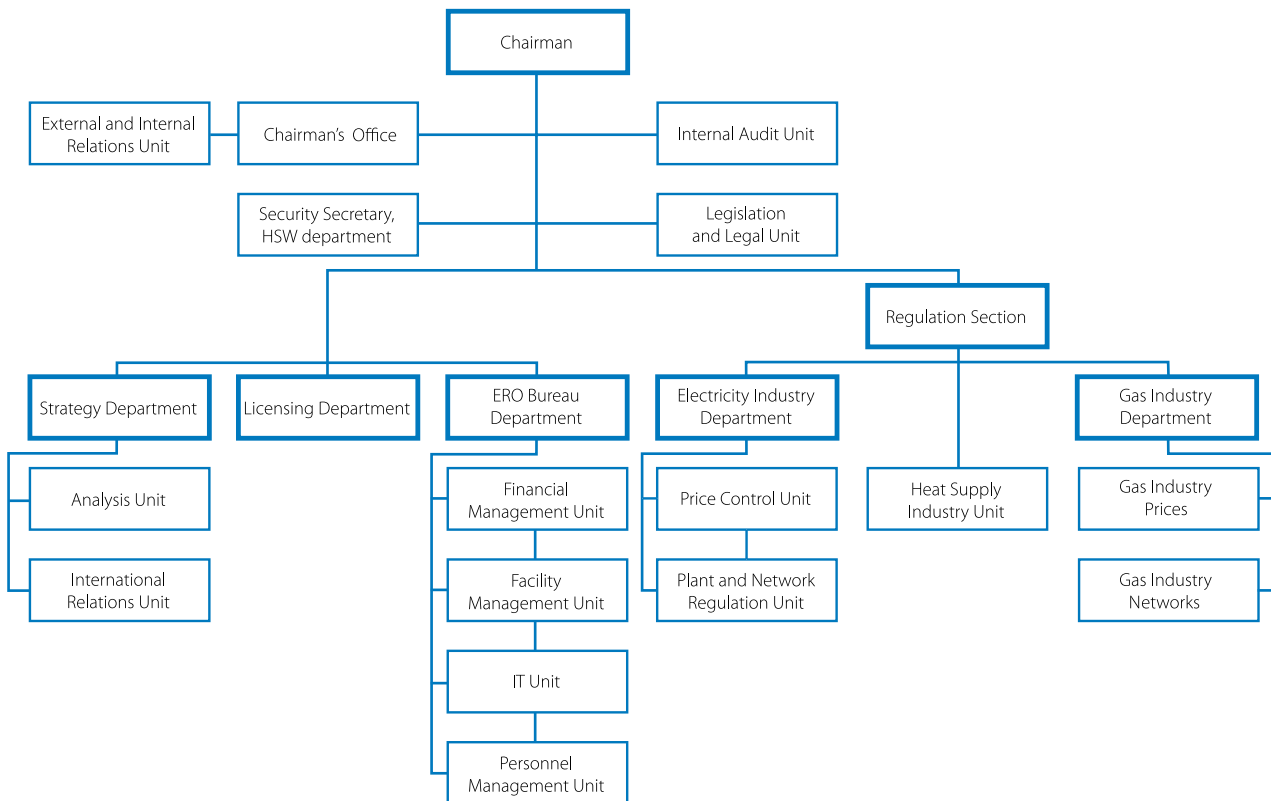 Chairman
External and Internal
Relations Unit
Chairman's Office
Internal Audit Unit
Security Secretary,
HSW department
Legislation
and Legal Unit
Regulation Section
Strategy Department
Licensing Department
ERO Bureau
Department
Electricity Industry
Department
Gas Industry
Department
Analysis Unit
Financial
Management Unit
Price Control Unit
Heat Supply
Industry Unit
Gas Industry
Prices
International
Relations Unit
Facility
Management Unit
Plant and Network
Regulation Unit
Gas Industry
Networks
IT Unit
Personnel
Management Unit